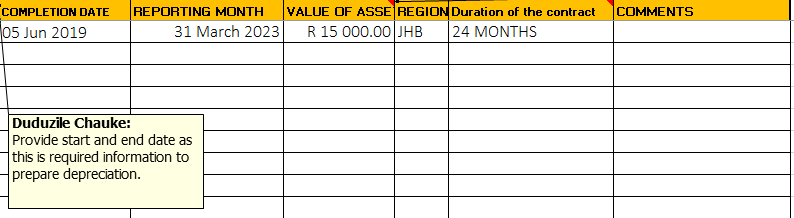 COMPLETION DATE REPORTING MONTH VALUE OF ASSE REGION Duration of the contract COMMENTS
05 Jun 2019 31 March 2023 R 15 000.00 JHB 24 MONTHS
Duduzile Chauke:
Provide start and end date as
this is required information to
prepare depreciation.